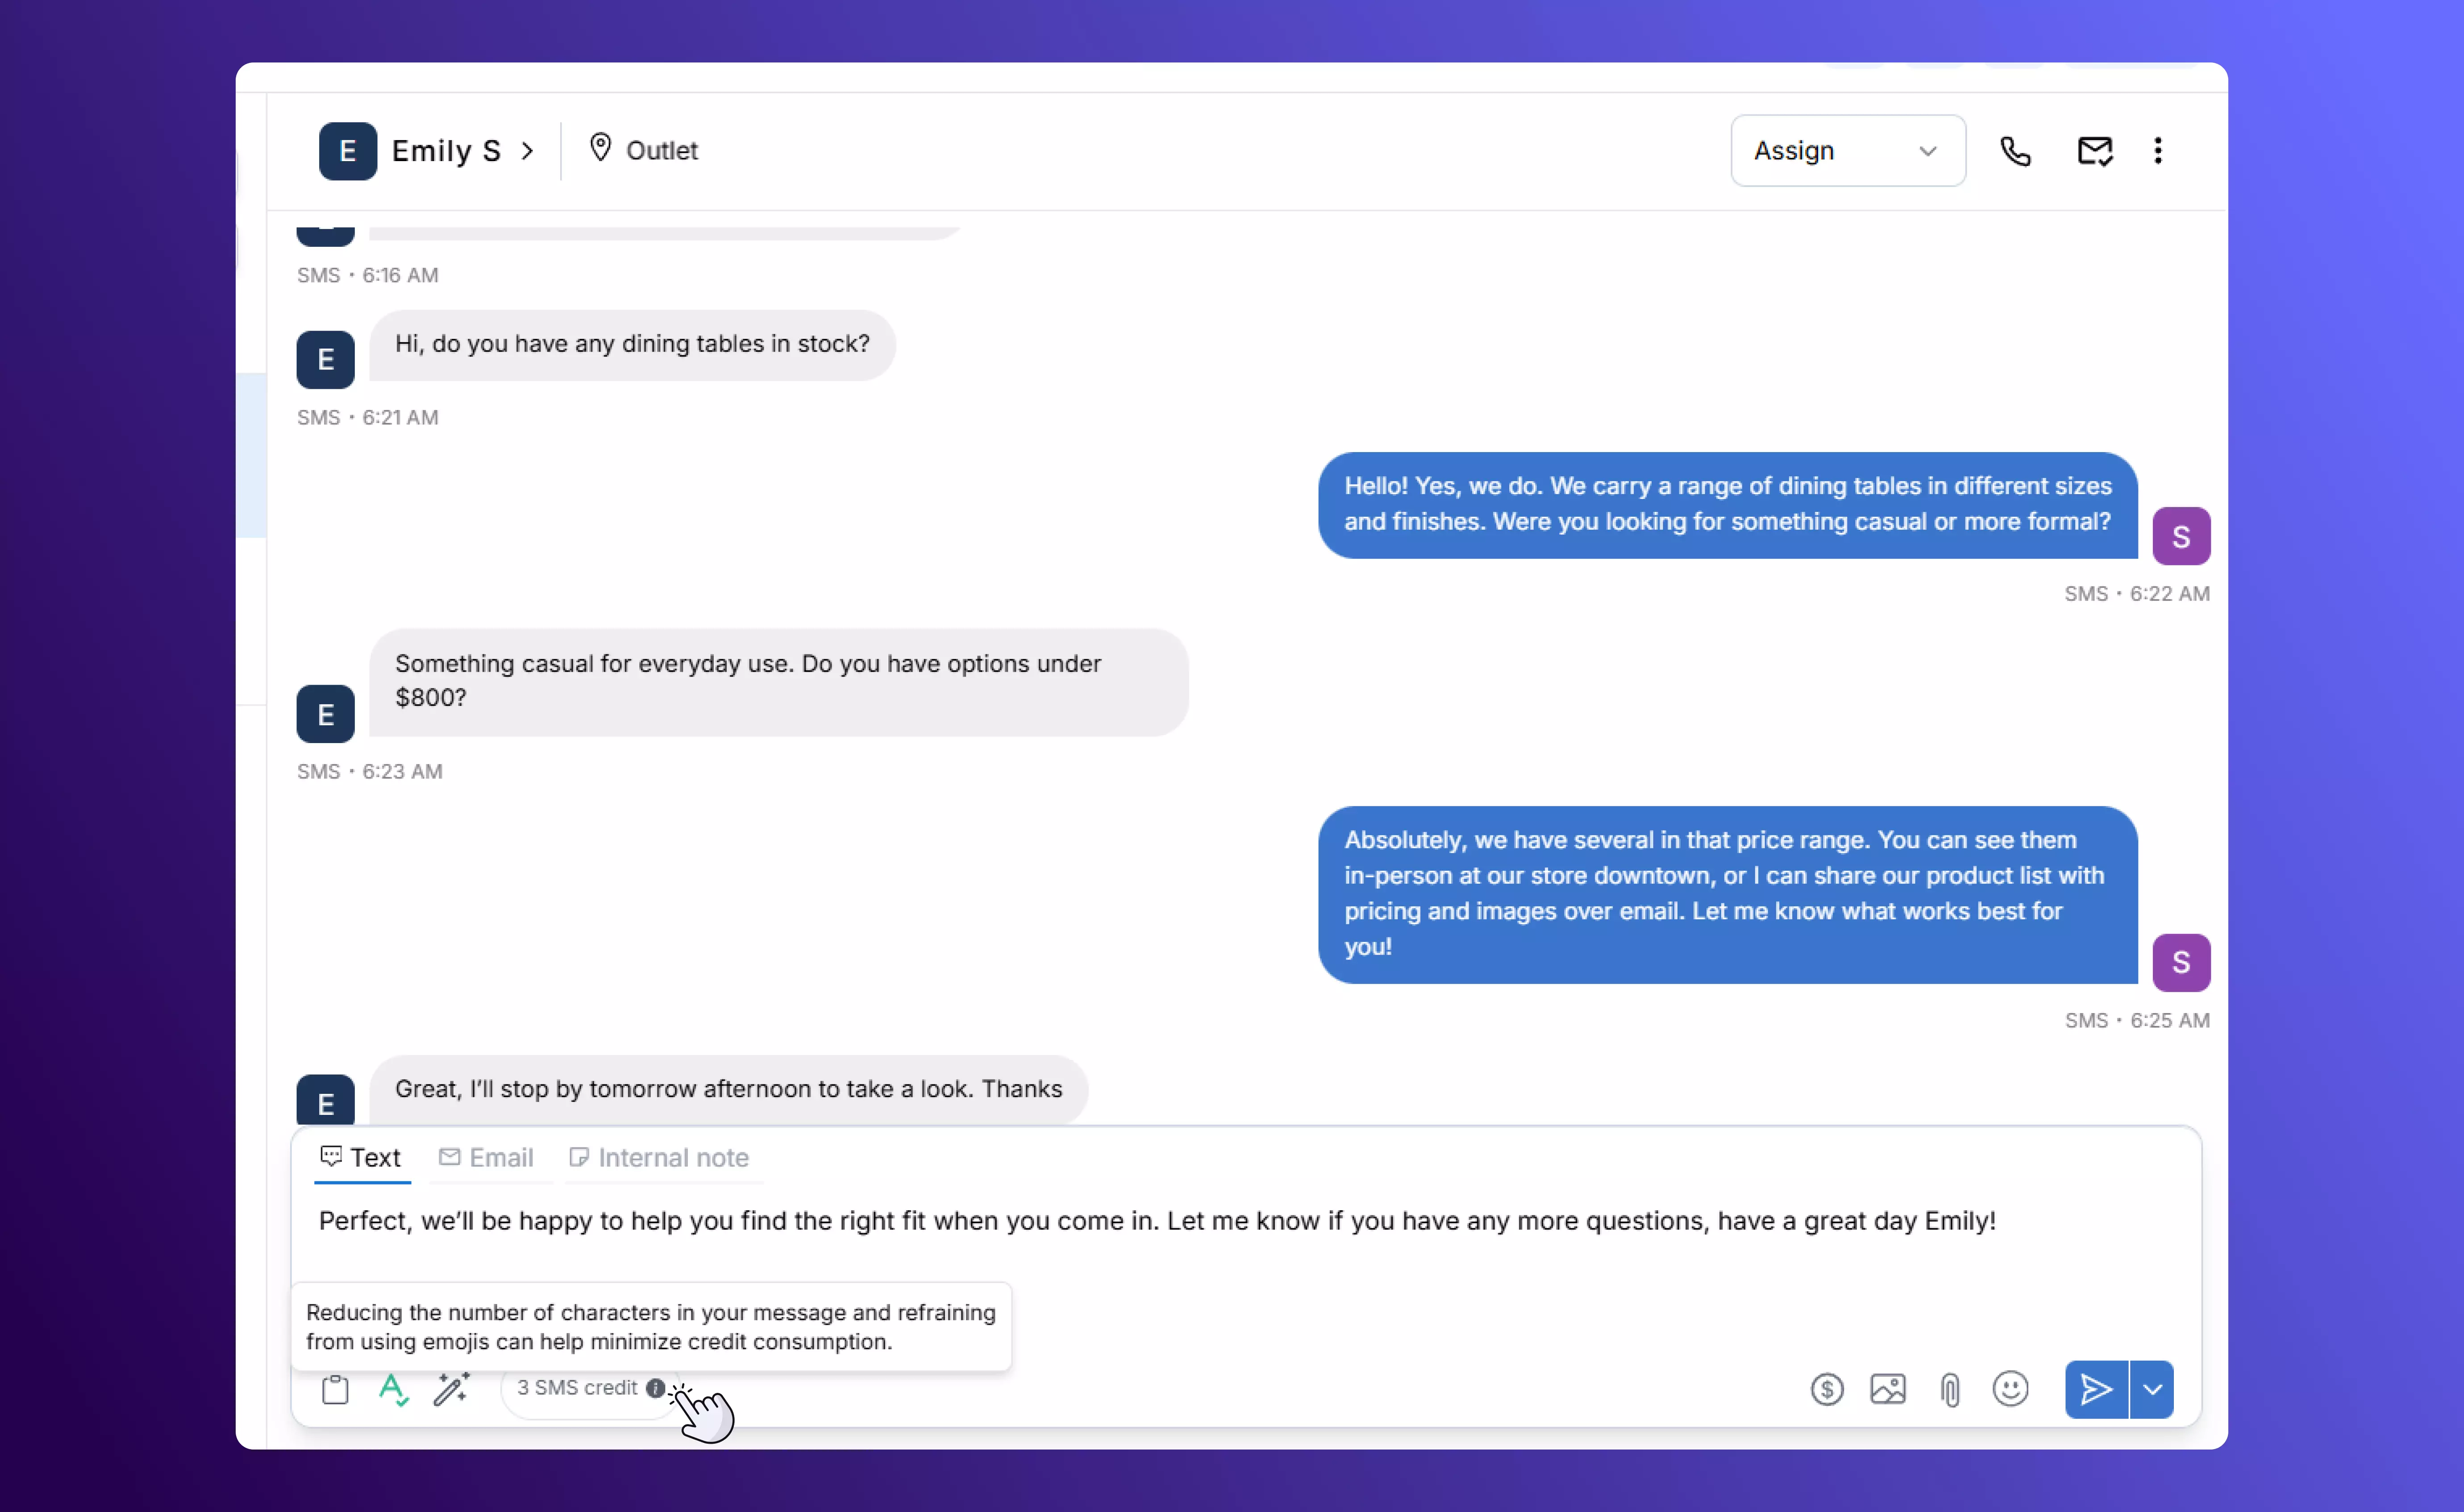 E Emily S Outlet Assign
SMS • 6:16 AM
Hi, do you have any dining tables in stock?
E
SMS • 6:21 AM
Hello! Yes, we do. We carry a range of dining tables in different sizes
and finishes. Were you looking for something casual or more formal?
S
SMS • 6:22 AM
Something casual for everyday use. Do you have options under
$800?
E
SMS • 6:23 AM
Absolutely, we have several in that price range. You can see them
in-person at our store downtown, or I can share our product list with
pricing and images over email. Let me know what works best for
you!
S
SMS • 6:25 AM
Great, I’ll stop by tomorrow afternoon to take a look. Thanks
E
Text Email Internal note
Perfect, we’ll be happy to help you find the right fit when you come in. Let me know if you have any more questions, have a great day Emily!
Reducing the number of characters in your message and refraining
from using emojis can help minimize credit consumption.
3 SMS credit